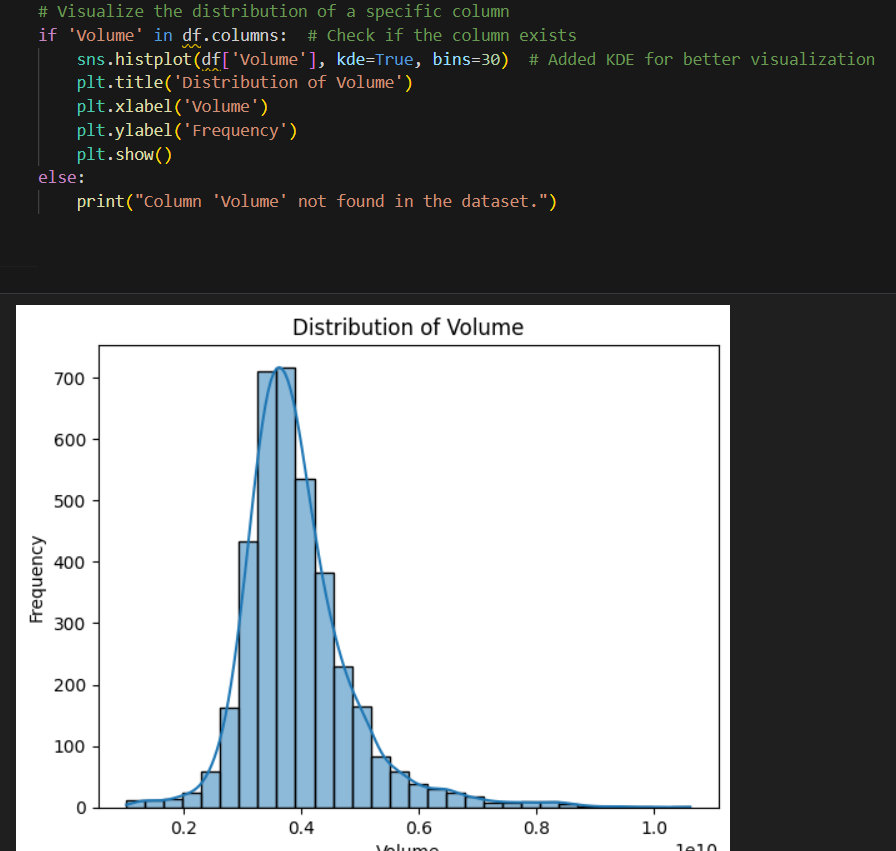 # Visualize the distribution of a specific column
if 'Volume' in df.columns:  # Check if the column exists
    sns.histplot(df['Volume'], kde=True, bins=30)  # Added KDE for better visualization
    plt.title('Distribution of Volume')
    plt.xlabel('Volume')
    plt.ylabel('Frequency')
    plt.show()
else:
    print("Column 'Volume' not found in the dataset.")
Distribution of Volume
700
600
500
400
300
200
100
0
Frequency
0.2 0.4 0.6 0.8 1.0
1e10
Volume